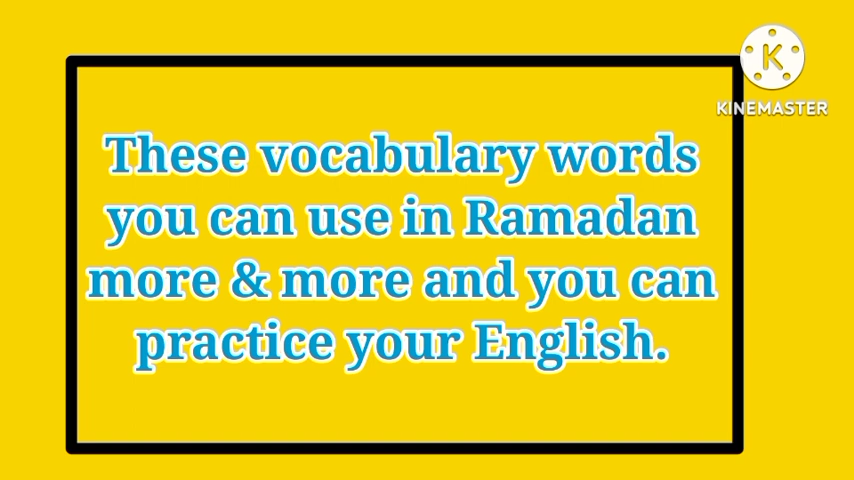 K
KINEMASTER
These vocabulary words
you can use in Ramadan
more & more and you can
practice your English.